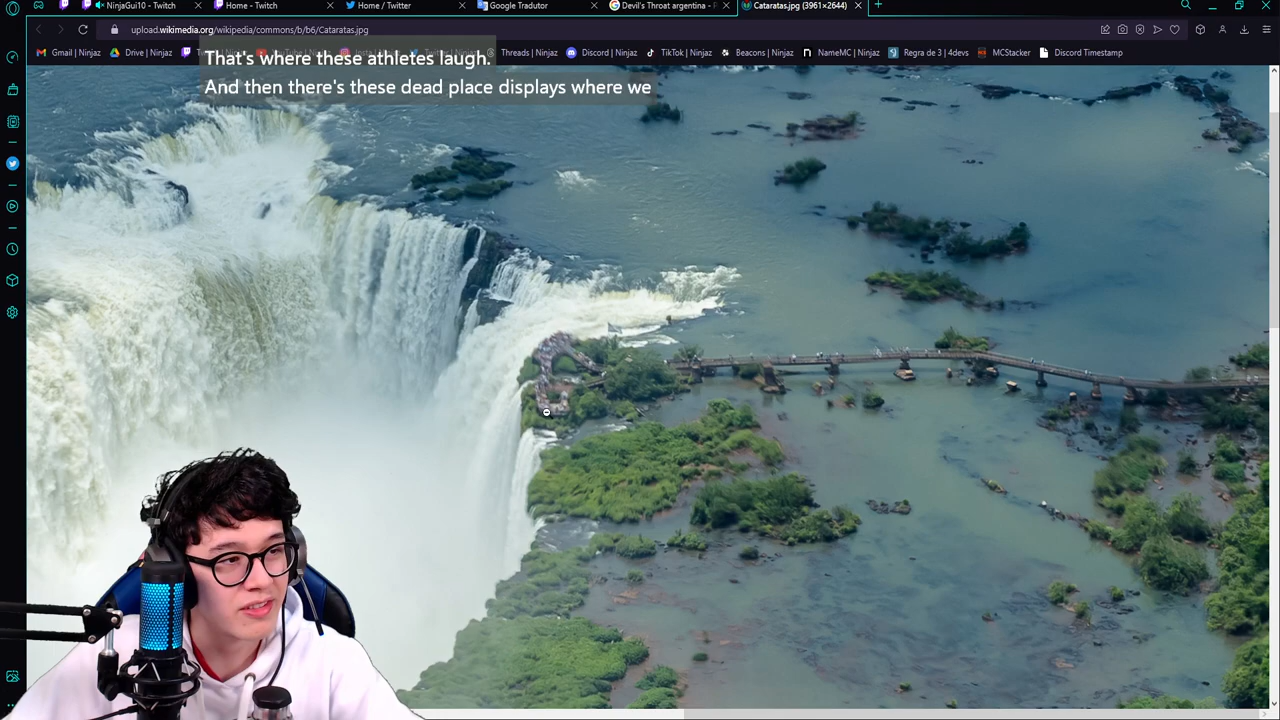 NinjaGui10 - Twitch
Home - Twitch
Home / Twitter
Google Tradutor
Devil's Throat argentina - P
Cataratas.jpg (3961×2644)
upload.wikimedia.org/wikipedia/commons/b/b6/Cataratas.jpg
Gmail | Ninjaz
Drive | Ninjaz
Threads | Ninjaz
Discord | Ninjaz
TikTok | Ninjaz
Beacons | Ninjaz
NameMC | Ninjaz
Regra de 3 | 4devs
MCStacker
Discord Timestamp
That's where these athletes laugh.
And then there's these dead place displays where we